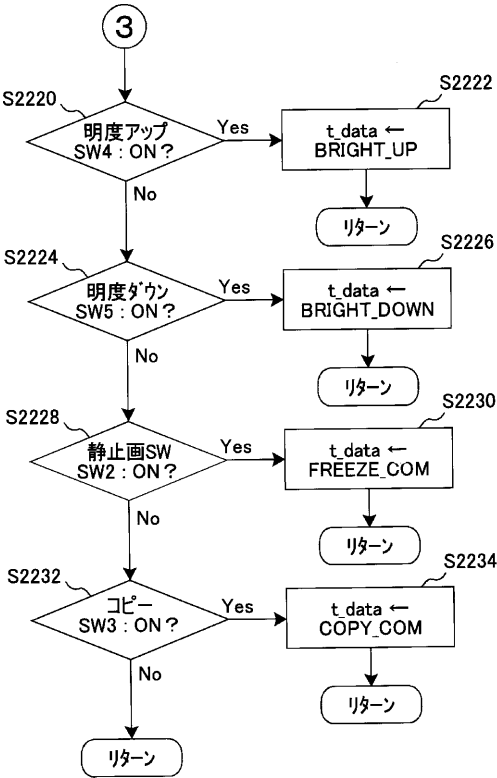 3
S2220
明度アップ
SW4 : ON ?
Yes
No
S2222
t_data ←
BRIGHT_UP
リターン
S2224
明度ダウン
SW5 : ON ?
Yes
No
S2226
t_data ←
BRIGHT_DOWN
リターン
S2228
静止画SW
SW2 : ON ?
Yes
No
S2230
t_data ←
FREEZE_COM
リターン
S2232
コピー
SW3 : ON ?
Yes
No
S2234
t_data ←
COPY_COM
リターン
リターン